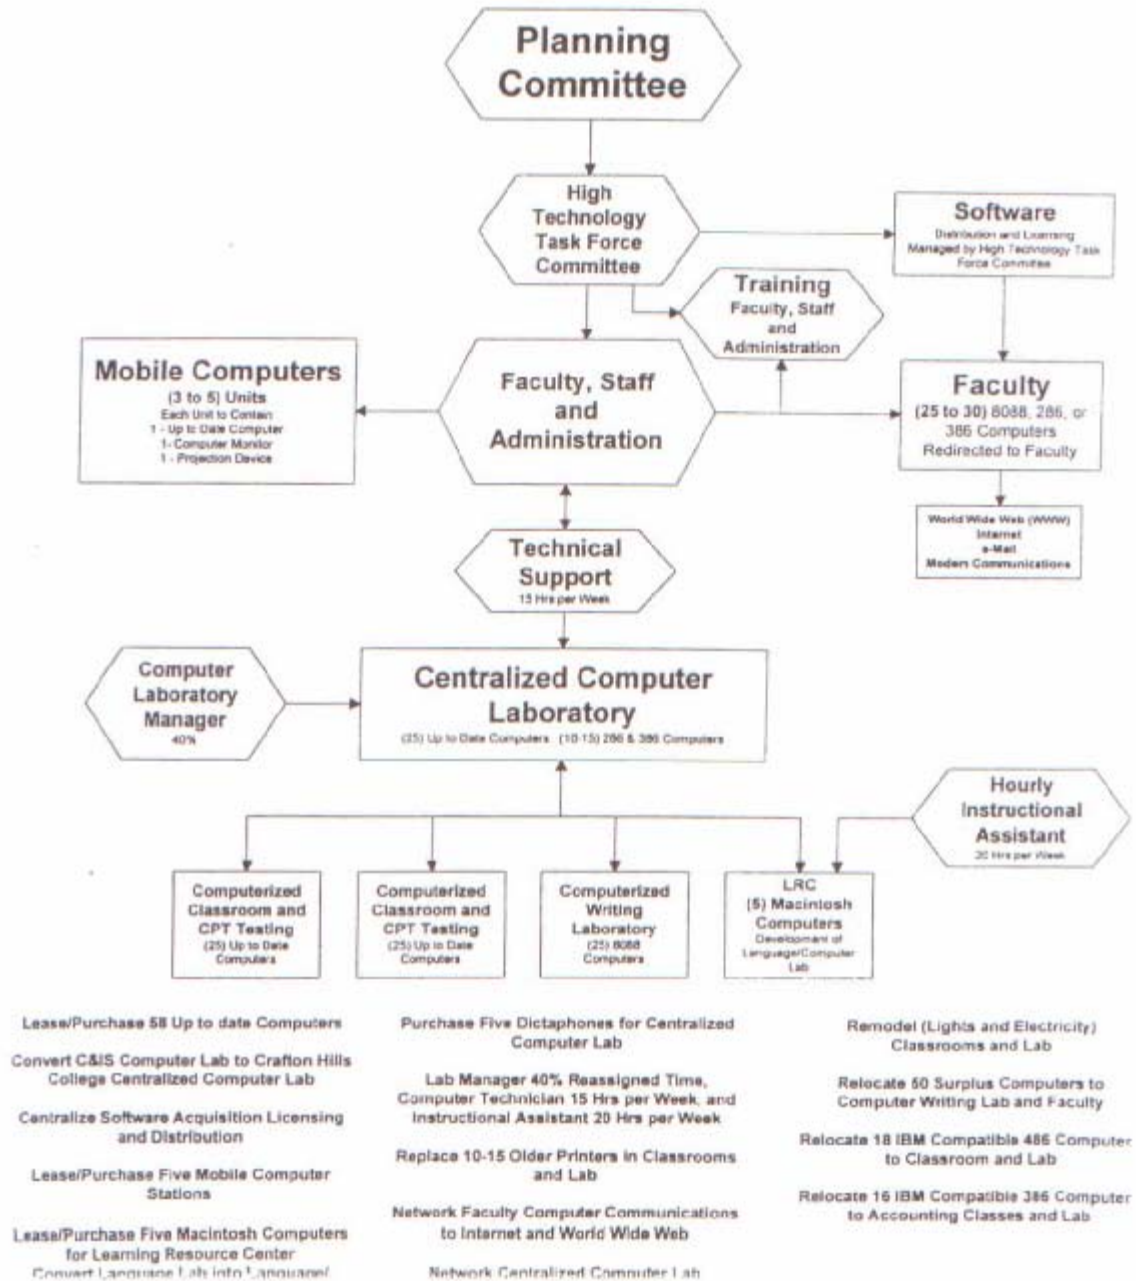 Planning
Committee
High
Technology
Task Force
Committee
Software
Distribution and Licensing
Managed by High Technology Task
Force Committee
Training
Faculty, Staff
and
Administration
Mobile Computers
(3 to 5) Units
Each Unit to Contain
1 - Up to Date Computer
1- Computer Monitor
1 - Projection Device
Faculty, Staff
and
Administration
Faculty
(25 to 30) 8088, 286, or
386 Computers
Redirected to Faculty
World Wide Web (WWW)
Internet
e-Mail
Modem Communications
Technical
Support
15 Hrs per Week
Computer
Laboratory
Manager
40%
Centralized Computer
Laboratory
(25) Up to Date Computers (10-15) 286 & 386 Computers
Hourly
Instructional
Assistant
20 Hrs per Week
Computerized
Classroom and
CPT Testing
(25) Up to Date
Computers
Computerized
Classroom and
CPT Testing
(25) Up to Date
Computers
Computerized
Writing
Laboratory
(25) 8088
Computers
LRC
(5) Macintosh
Computers
Development of
Language/Computer
Lab
Lease/Purchase 58 Up to date Computers
Convert C&IS Computer Lab to Crafton Hills
College Centralized Computer Lab
Centralize Software Acquisition Licensing
and Distribution
Lease/Purchase Five Mobile Computer
Stations
Lease/Purchase Five Macintosh Computers
for Learning Resource Center
Convert Language Lab into Language/
Purchase Five Dictaphones for Centralized
Computer Lab
Lab Manager 40% Reassigned Time,
Computer Technician 15 Hrs per Week, and
Instructional Assistant 20 Hrs per Week
Replace 10-15 Older Printers in Classrooms
and Lab
Network Faculty Computer Communications
to Internet and World Wide Web
Network Centralized Computer Lab
Remodel (Lights and Electricity)
Classrooms and Lab
Relocate 50 Surplus Computers to
Computer Writing Lab and Faculty
Relocate 18 IBM Compatible 486 Computer
to Classroom and Lab
Relocate 16 IBM Compatible 386 Computer
to Accounting Classes and Lab